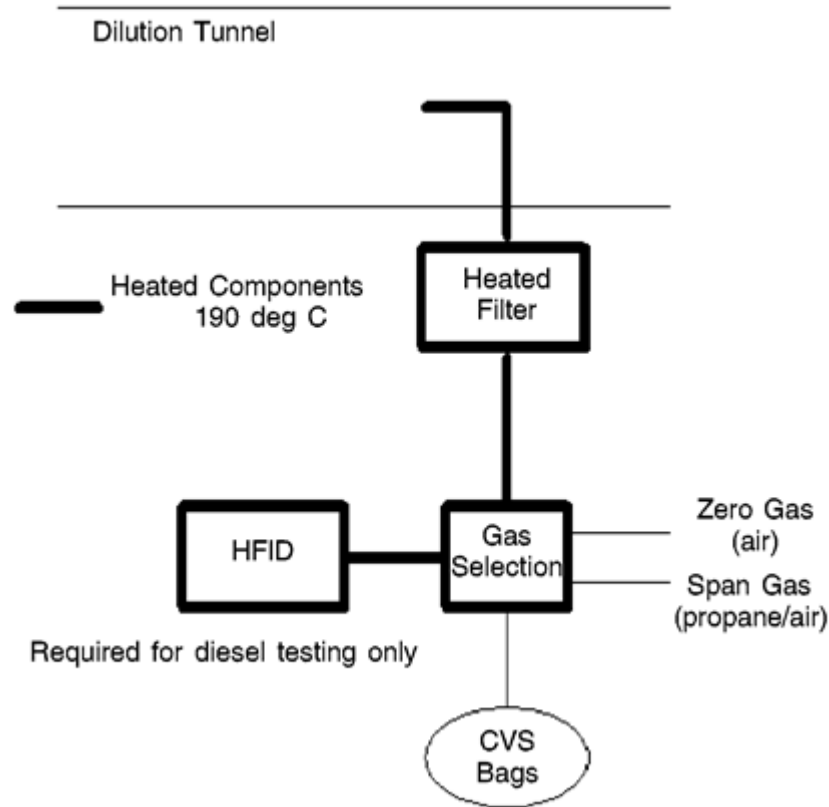 Dilution Tunnel
Heated Components
190 deg C
Heated
Filter
HFID
Gas
Selection
Zero Gas
(air)
Span Gas
(propane/air)
Required for diesel testing only
CVS
Bags